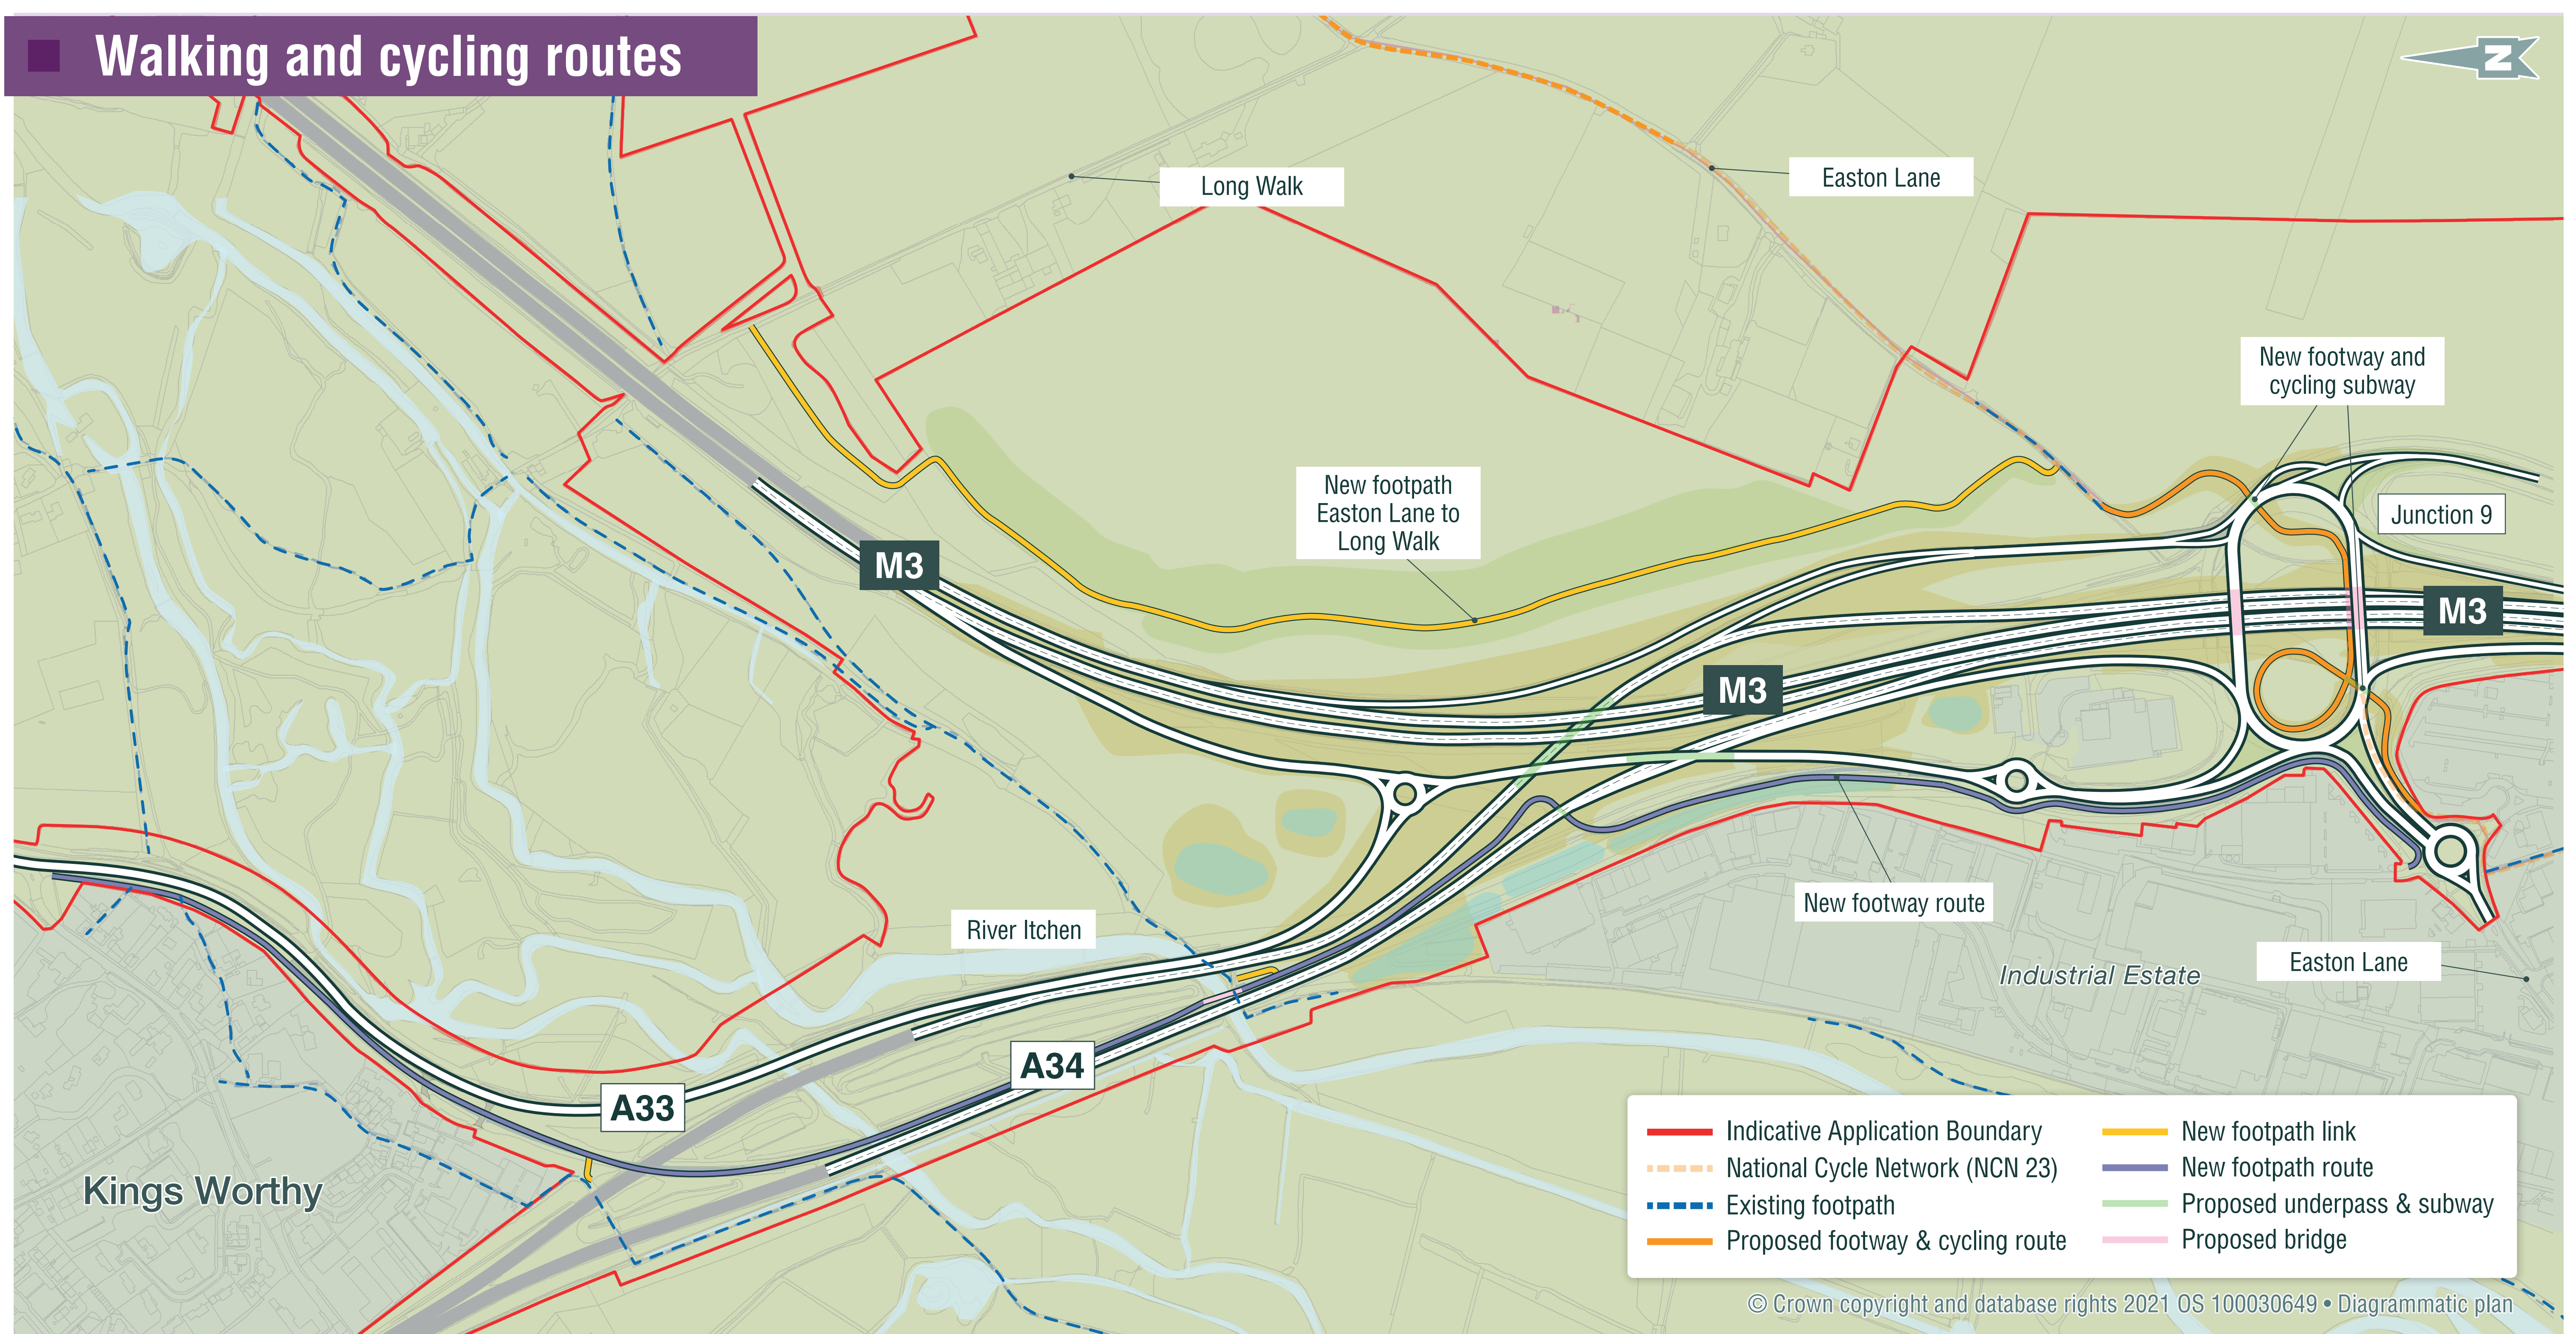 Walking and cycling routes
N
Long Walk
Easton Lane
New footway and
cycling subway
New footpath
Easton Lane to
Long Walk
Junction 9
M3
M3
M3
New footway route
River Itchen
Industrial Estate
Easton Lane
A34
A33
Kings Worthy
Indicative Application Boundary
National Cycle Network (NCN 23)
Existing footpath
Proposed footway & cycling route
New footpath link
New footpath route
Proposed underpass & subway
Proposed bridge
© Crown copyright and database rights 2021 OS 100030649 • Diagrammatic plan